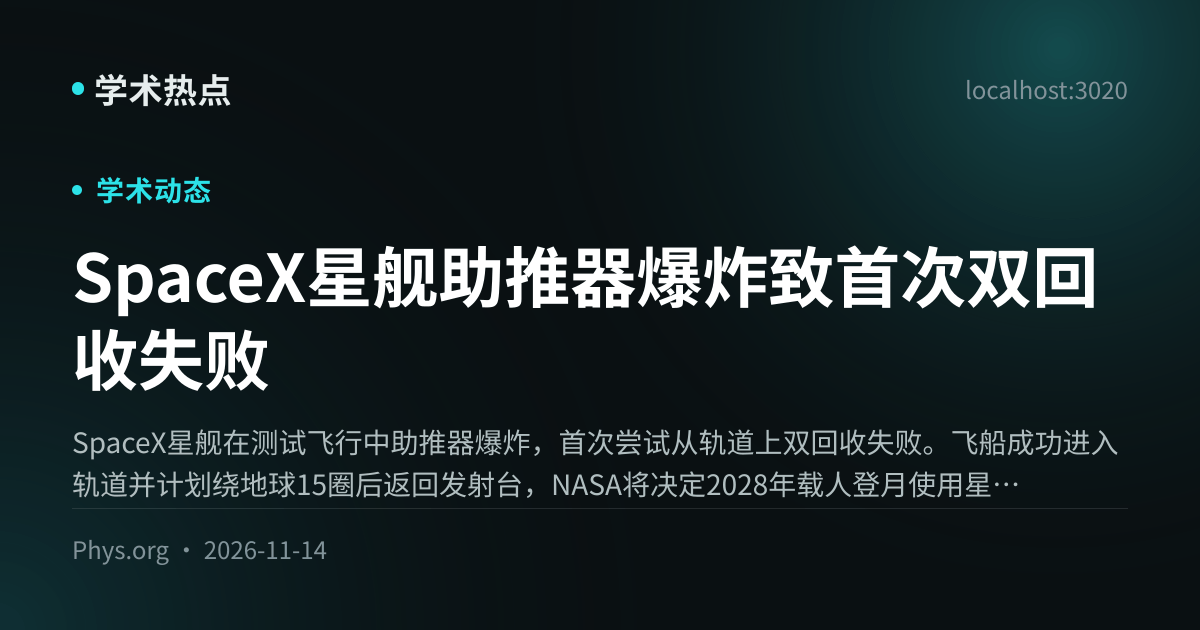 学术热点
localhost:3020
学术动态
SpaceX星舰助推器爆炸致首次双回
收失败
SpaceX星舰在测试飞行中助推器爆炸，首次尝试从轨道上双回收失败。 飞船成功进入
轨道并计划绕地球15圈后返回发射台，NASA将决定2028年载人登月使用星…
Phys.org · 2026-11-14